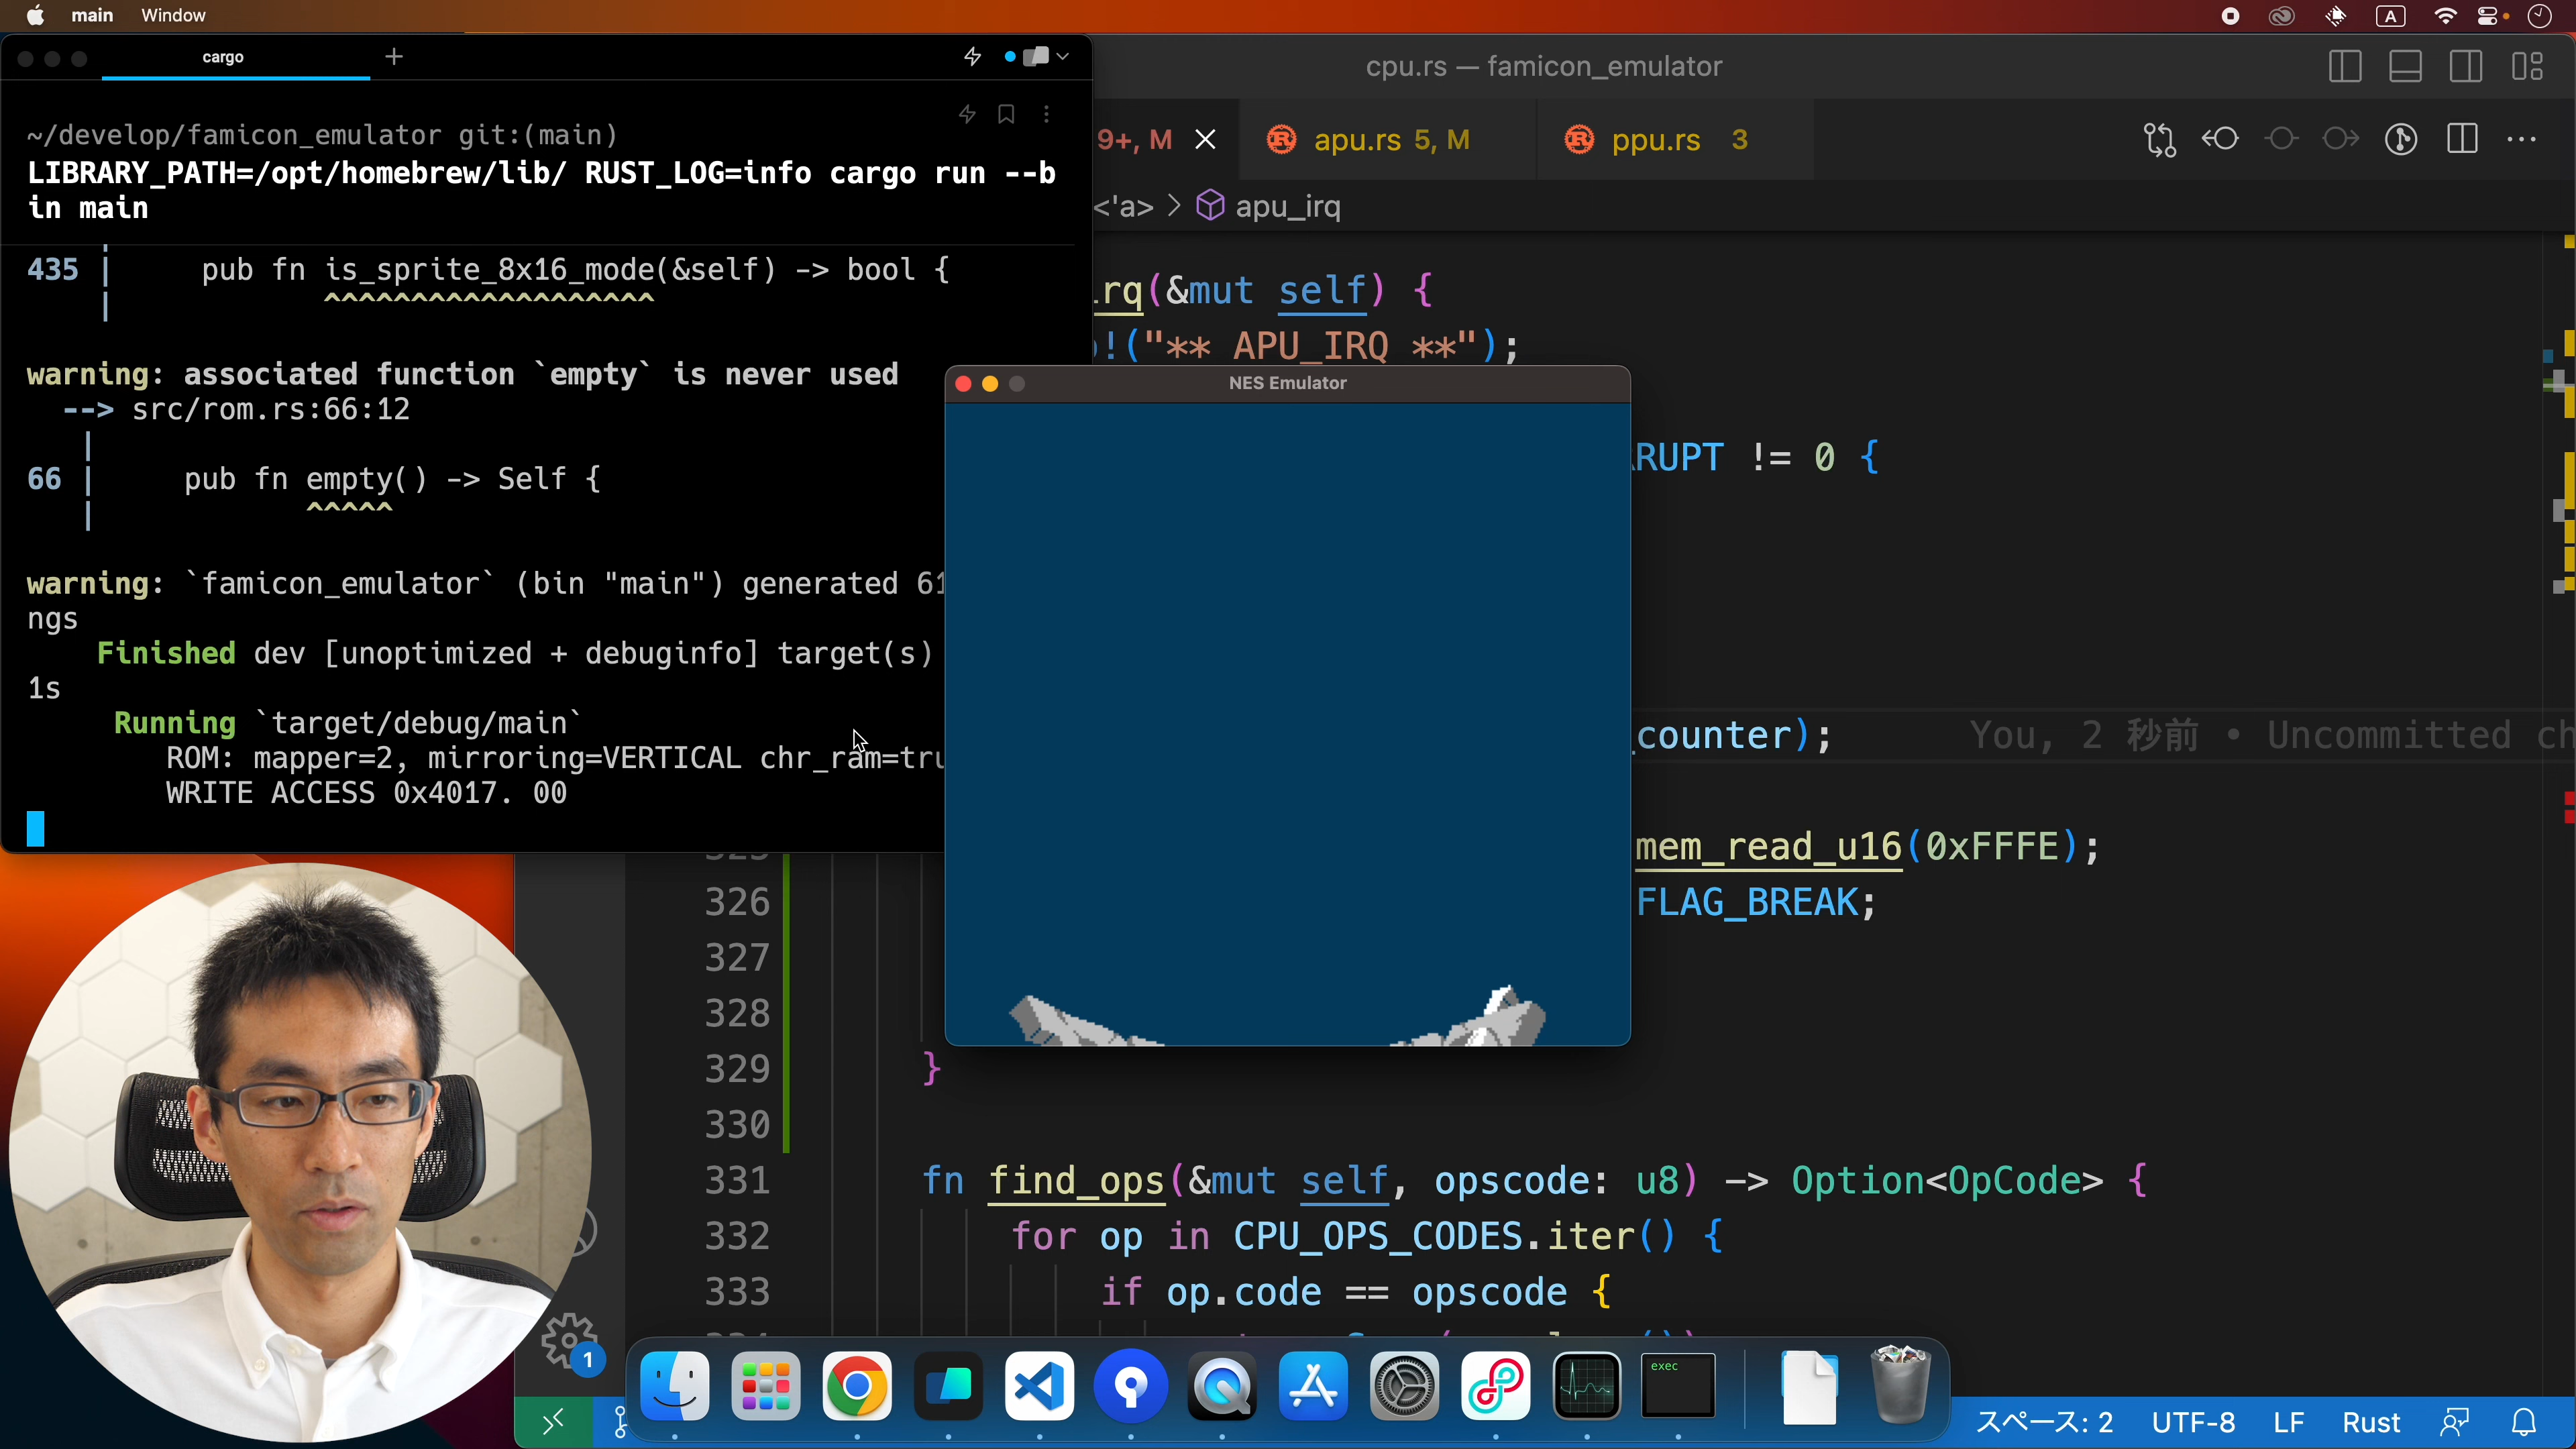 main Window
A
cargo
~/develop/famicon_emulator git:(main)
LIBRARY_PATH=/opt/homebrew/lib/ RUST_LOG=info cargo run --b
in main
435 | pub fn is_sprite_8x16_mode(&self) -> bool {
| ^^^^^^^^^^^^^^^^^^^
warning: associated function `empty` is never used
--> src/rom.rs:66:12
|
66 | pub fn empty() -> Self {
| ^^^^^
warning: `famicon_emulator` (bin "main") generated 61
ngs
Finished dev [unoptimized + debuginfo] target(s)
1s
Running `target/debug/main`
ROM: mapper=2, mirroring=VERTICAL chr_ram=tru
WRITE ACCESS 0x4017. 00
cpu.rs — famicon_emulator
9+, M
apu.rs 5, M
ppu.rs 3
<'a> > apu_irq
irq(&mut self) {
!("** APU_IRQ **");
NES Emulator
RUPT != 0 {
_counter); You, 2 秒前 • Uncommitted ch
mem_read_u16(0xFFFE);
326 FLAG_BREAK;
327
328
329 }
330
331 fn find_ops(&mut self, opscode: u8) -> Option<OpCode> {
332 for op in CPU_OPS_CODES.iter() {
333 if op.code == opscode {
1
exec
スペース: 2 UTF-8 LF Rust